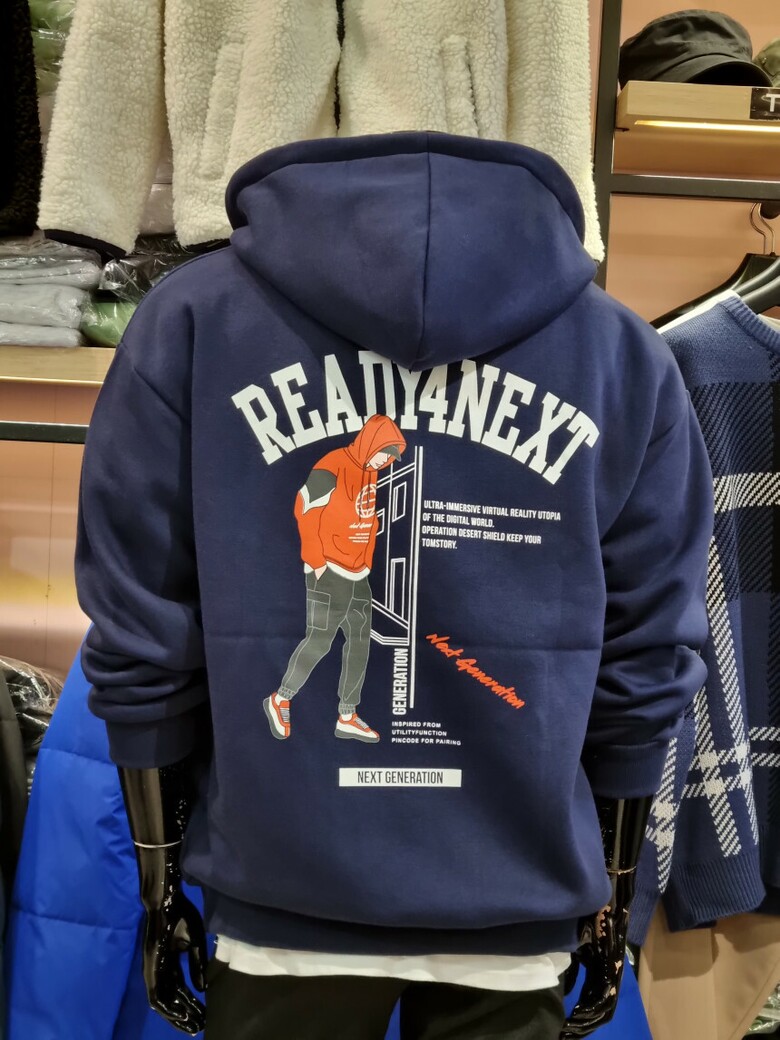 READY4NEXT
ULTRA-IMMERSIVE VIRTUAL REALITY UTOPIA
OF THE DIGITAL WORLD.
OPERATION DESERT SHIELD KEEP YOUR
TOMSTORY.
Next Generation
GENERATION
INSPIRED FROM
UTILITYFUNCTION
PINCODE FOR PAIRING
NEXT GENERATION